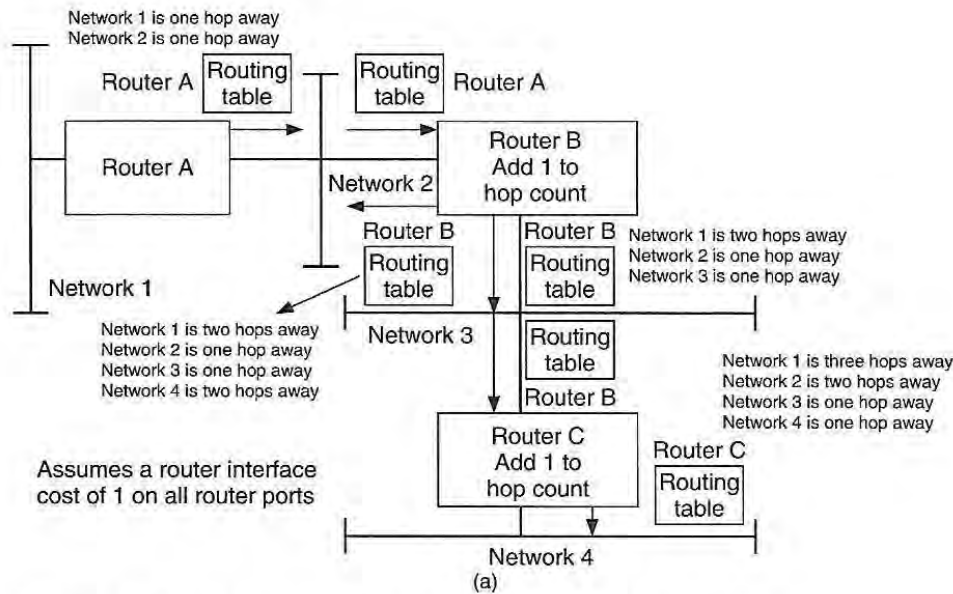 Network 1 is one hop away
Network 2 is one hop away
Router A
Routing
table
Routing
table
Router A
Router A
Router B
Add 1 to
hop count
Network 2
Router B
Routing
table
Router B
Routing
table
Network 1 is two hops away
Network 2 is one hop away
Network 3 is one hop away
Network 1
Network 1 is two hops away
Network 2 is one hop away
Network 3 is one hop away
Network 4 is two hops away
Network 3
Routing
table
Router B
Network 1 is three hops away
Network 2 is two hops away
Network 3 is one hop away
Network 4 is one hop away
Router C
Add 1 to
hop count
Router C
Routing
table
Assumes a router interface
cost of 1 on all router ports
Network 4
(a)